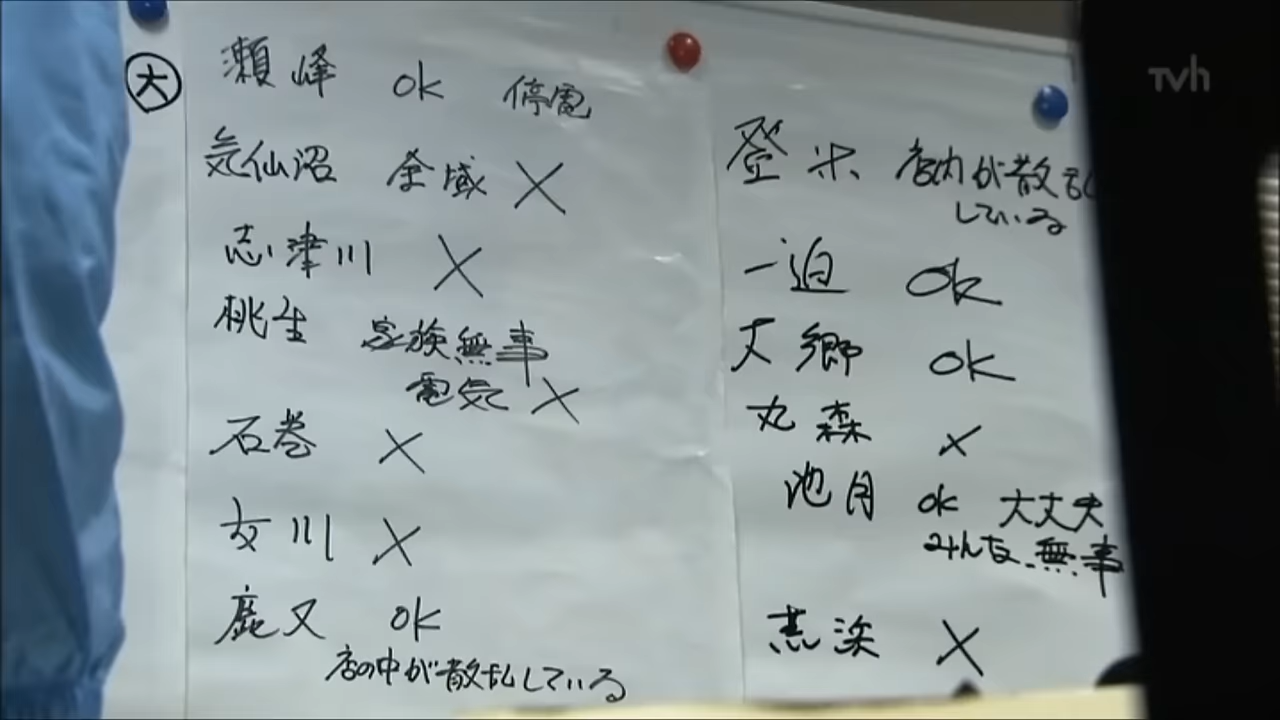 大
瀬峰 ok 停電
気仙沼 全域 ×
志津川 ×
桃生 家族無事
電気 ×
石巻 ×
女川 ×
鹿又 ok
店の中が散乱している
登米 店内が散乱
している
一迫 ok
大郷 ok
丸森 ×
池月 ok 大丈夫
みんな無事
×
TVh